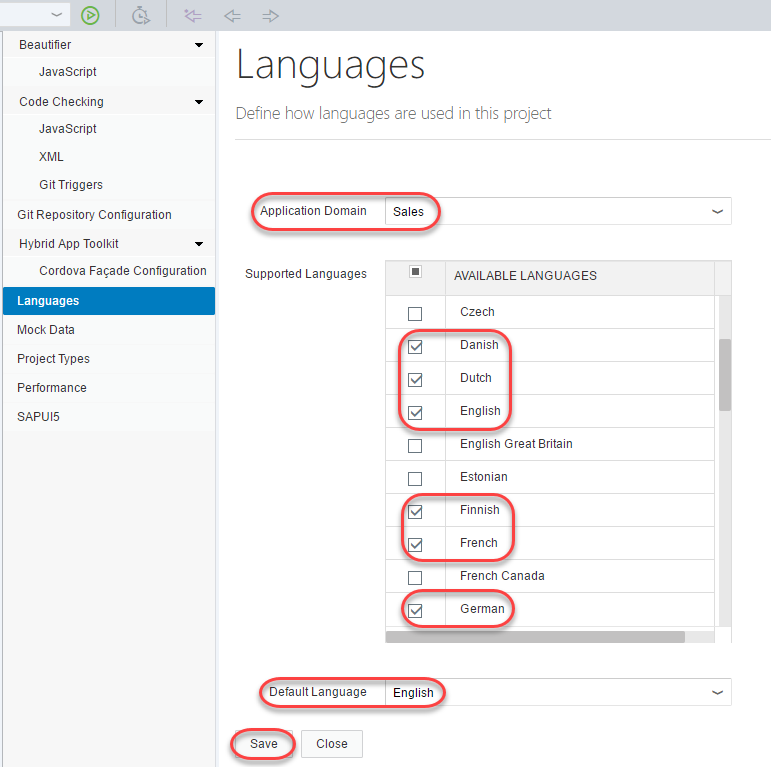 Beautifier
JavaScript
Code Checking
JavaScript
XML
Git Triggers
Git Repository Configuration
Hybrid App Toolkit
Cordova Façade Configuration
Languages
Mock Data
Project Types
Performance
SAPUI5
Languages
Define how languages are used in this project
Application Domain Sales
Supported Languages
AVAILABLE LANGUAGES
Czech
Danish
Dutch
English
English Great Britain
Estonian
Finnish
French
French Canada
German
Default Language English
Save Close